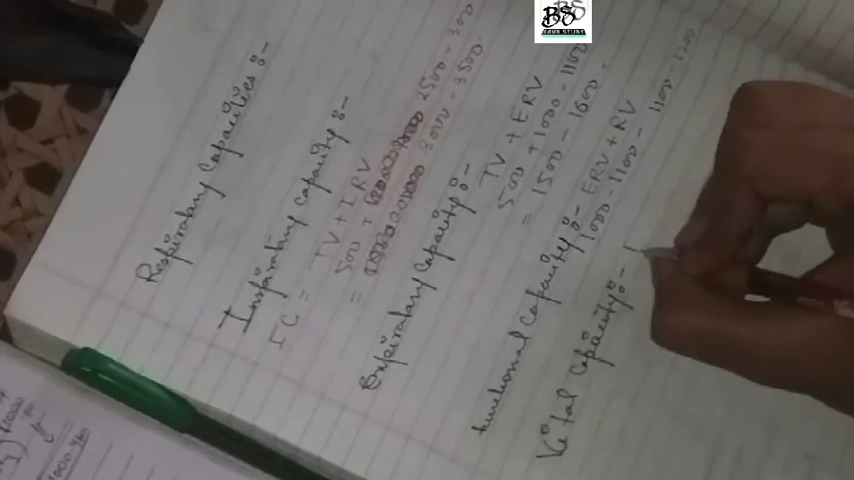 BS
Respiratory Capacities :-
Inspiratory Capacity :-
IC = TV + IRV
500 + 2500 - 300
= 3000 - 3500
Expiratory Capacity :-
TV + ERV
500 + 1000 - 1100
= 1500 - 1600 .
functional Capacity :- ERV + RV
1000 - 1100 - 1100 - 1200
Vital Capacity :-